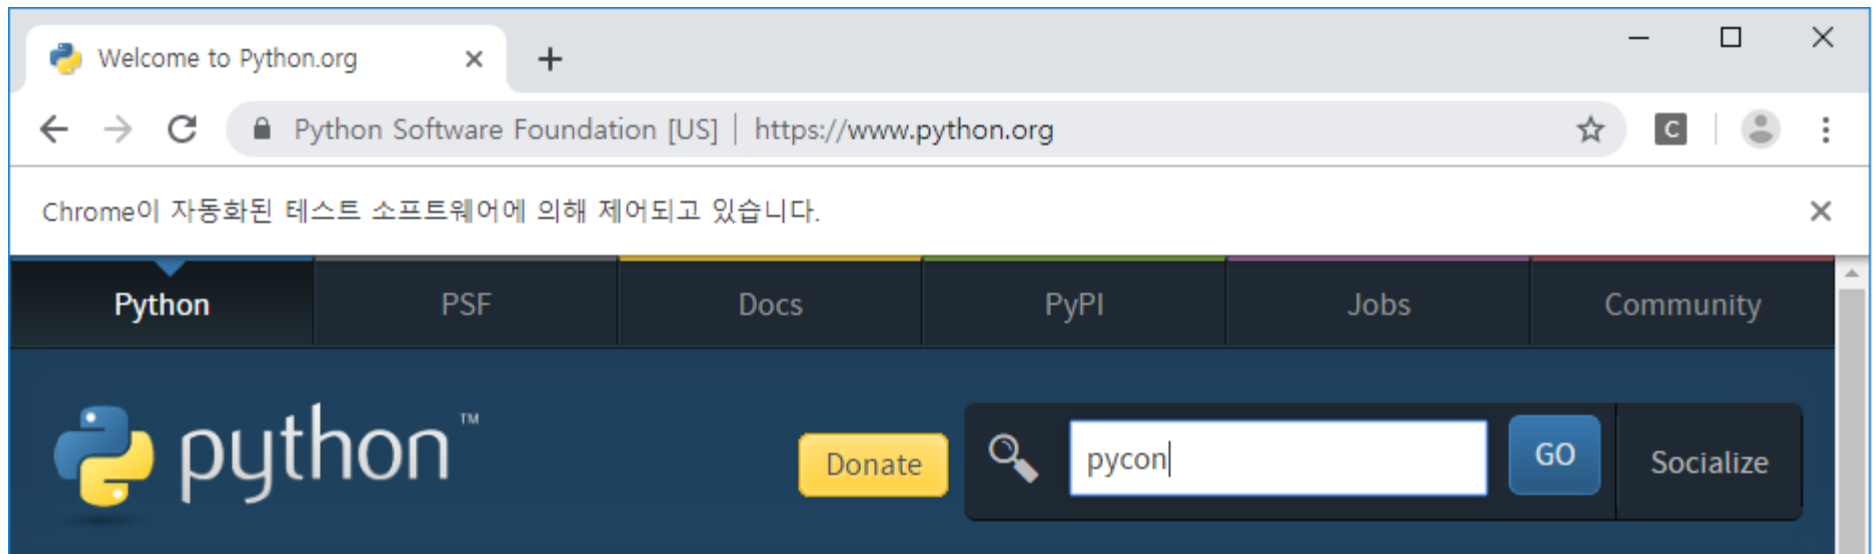 Welcome to Python.org
Python Software Foundation [US] | https://www.python.org
C
Chrome이 자동화된 테스트 소프트웨어에 의해 제어되고 있습니다.
Python PSF Docs PyPI Jobs Community
python™ Donate pycon GO Socialize